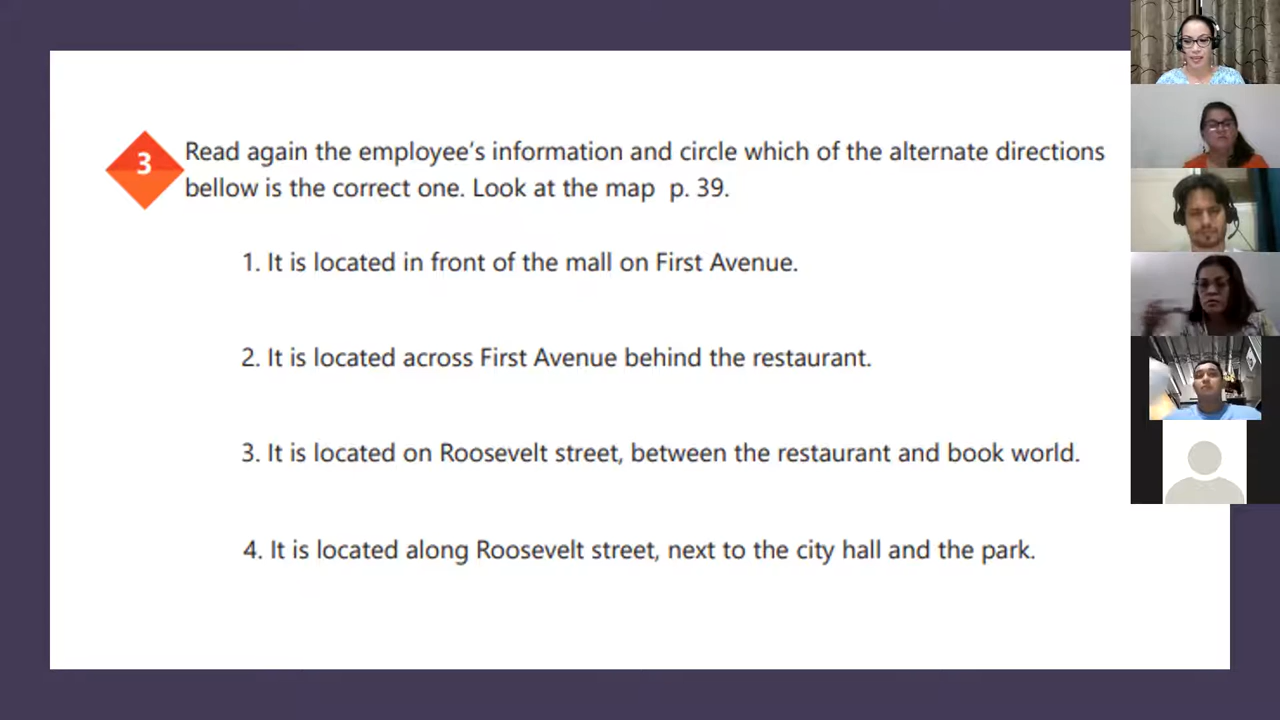 3
Read again the employee's information and circle which of the alternate directions
bellow is the correct one. Look at the map p. 39.
1. It is located in front of the mall on First Avenue.
2. It is located across First Avenue behind the restaurant.
3. It is located on Roosevelt street, between the restaurant and book world.
4. It is located along Roosevelt street, next to the city hall and the park.